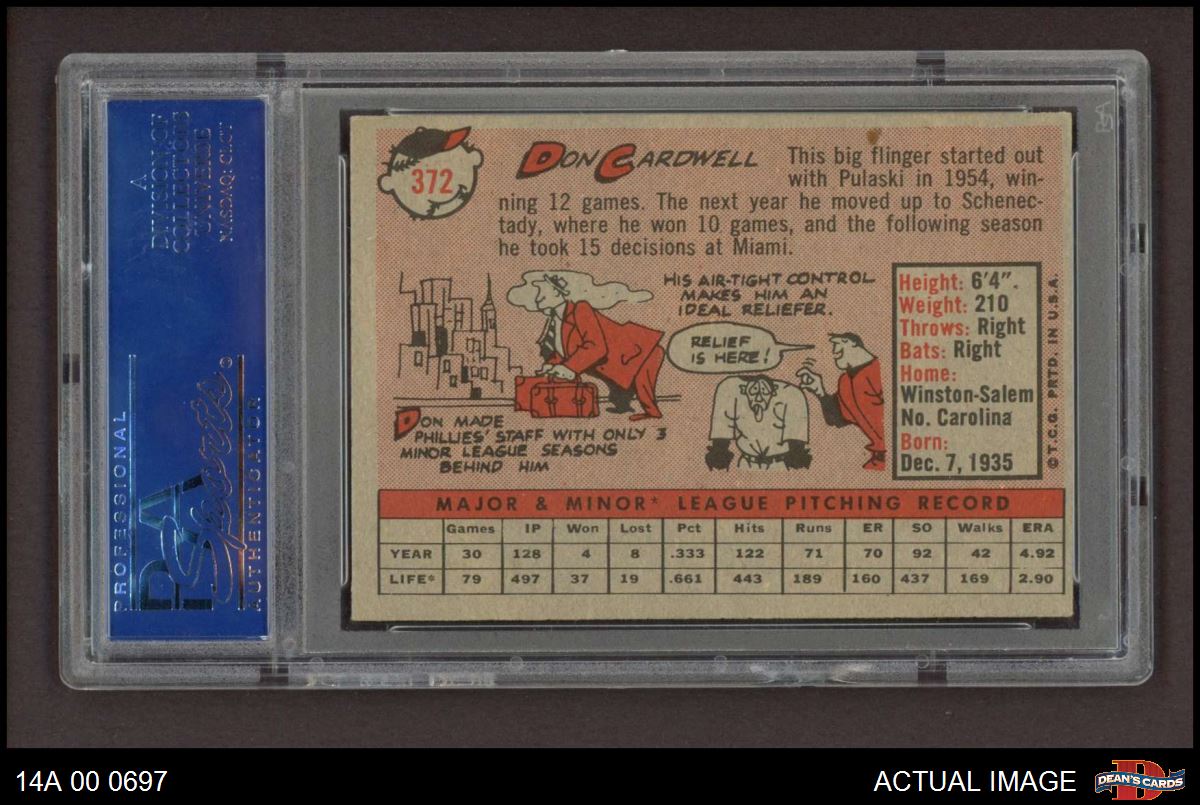 A
DIVISION OF
COLLECTORS
UNIVERSE
NASDAQ: CLCT
PROFESSIONAL
PSA
Sports
AUTHENTICATOR
PSA
372
DON CARDWELL
This big flinger started out
with Pulaski in 1954, win-
ning 12 games. The next year he moved up to Schenec-
tady, where he won 10 games, and the following season
he took 15 decisions at Miami.
HIS AIR-TIGHT CONTROL
MAKES HIM AN
IDEAL RELIEFER.
RELIEF
IS HERE!
DON MADE
PHILLIES' STAFF WITH ONLY 3
MINOR LEAGUE SEASONS
BEHIND HIM
Height: 6'4".
Weight: 210
Throws: Right
Bats: Right
Home:
Winston-Salem
No. Carolina
Born:
Dec. 7, 1935
© T.C.G. PRTD. IN U.S.A.
MAJOR & MINOR* LEAGUE PITCHING RECORD
Games IP Won Lost Pct Hits Runs ER SO Walks ERA
YEAR 30 128 4 8 .333 122 71 70 92 42 4.92
LIFE* 79 497 37 19 .661 443 189 160 437 169 2.90
14A 00 0697
ACTUAL IMAGE
DEAN'S CARDS